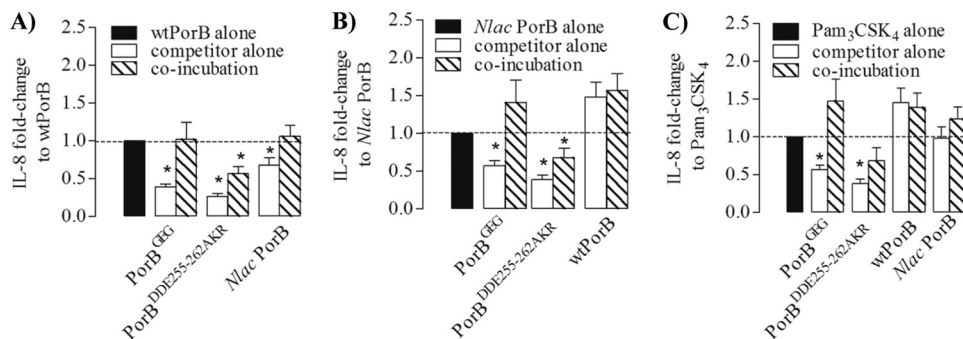 A)
wtPorB alone
competitor alone
co-incubation
IL-8 fold-change
to wtPorB
2.5
2.0
1.5
1.0
0.5
0.0
*
*
*
*
PorB^GEG
PorB^DDE255-262AKR
Nlac PorB
B)
Nlac PorB alone
competitor alone
co-incubation
IL-8 fold-change
to Nlac PorB
2.5
2.0
1.5
1.0
0.5
0.0
*
*
*
PorB^GEG
PorB^DDE255-262AKR
wtPorB
C)
Pam₃CSK₄ alone
competitor alone
co-incubation
IL-8 fold-change
to Pam₃CSK₄
2.5
2.0
1.5
1.0
0.5
0.0
*
*
PorB^GEG
PorB^DDE255-262AKR
wtPorB
Nlac PorB